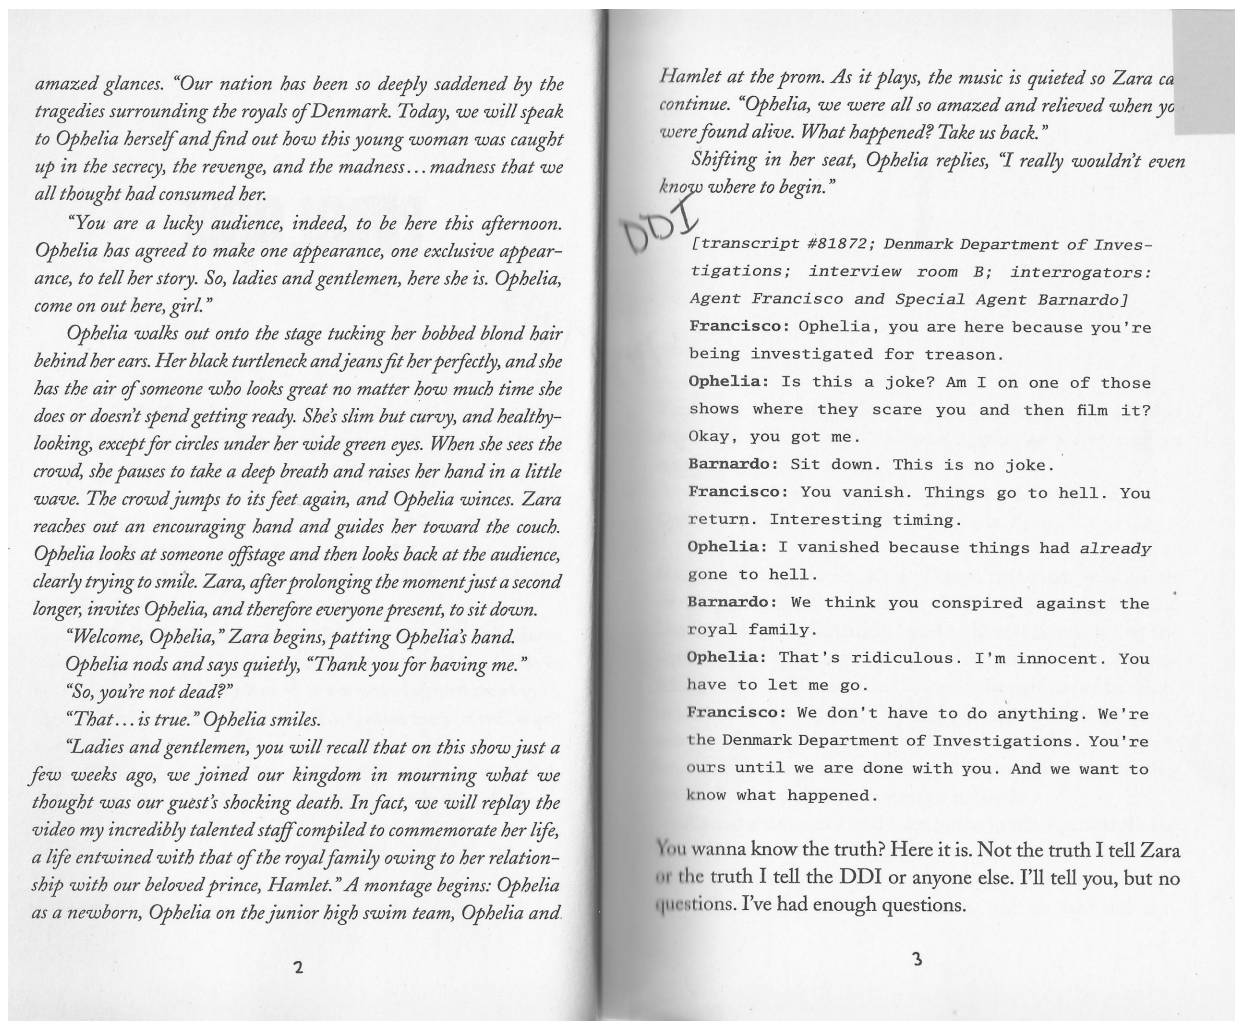 amazed glances. “Our nation has been so deeply saddened by the
tragedies surrounding the royals of Denmark. Today, we will speak
to Ophelia herself and find out how this young woman was caught
up in the secrecy, the revenge, and the madness... madness that we
all thought had consumed her.
“You are a lucky audience, indeed, to be here this afternoon.
Ophelia has agreed to make one appearance, one exclusive appear-
ance, to tell her story. So, ladies and gentlemen, here she is. Ophelia,
come on out here, girl.”
Ophelia walks out onto the stage tucking her bobbed blond hair
behind her ears. Her black turtleneck and jeans fit her perfectly, and she
has the air of someone who looks great no matter how much time she
does or doesn’t spend getting ready. She’s slim but curvy, and healthy-
looking, except for circles under her wide green eyes. When she sees the
crowd, she pauses to take a deep breath and raises her hand in a little
wave. The crowd jumps to its feet again, and Ophelia winces. Zara
reaches out an encouraging hand and guides her toward the couch.
Ophelia looks at someone offstage and then looks back at the audience,
clearly trying to smile. Zara, after prolonging the moment just a second
longer, invites Ophelia, and therefore everyone present, to sit down.
“Welcome, Ophelia,” Zara begins, patting Ophelia’s hand.
Ophelia nods and says quietly, “Thank you for having me.”
“So, you’re not dead?”
“That... is true.” Ophelia smiles.
“Ladies and gentlemen, you will recall that on this show just a
few weeks ago, we joined our kingdom in mourning what we
thought was our guest’s shocking death. In fact, we will replay the
video my incredibly talented staff compiled to commemorate her life,
a life entwined with that of the royal family owing to her relation-
ship with our beloved prince, Hamlet.” A montage begins: Ophelia
as a newborn, Ophelia on the junior high swim team, Ophelia and
2
Hamlet at the prom. As it plays, the music is quieted so Zara ca
continue. “Ophelia, we were all so amazed and relieved when yo
were found alive. What happened? Take us back.”
Shifting in her seat, Ophelia replies, “I really wouldn’t even
know where to begin.”
DDI
[transcript #81872; Denmark Department of Inves-
tigations; interview room B; interrogators:
Agent Francisco and Special Agent Barnardo]
Francisco: Ophelia, you are here because you’re
being investigated for treason.
Ophelia: Is this a joke? Am I on one of those
shows where they scare you and then film it?
Okay, you got me.
Barnardo: Sit down. This is no joke.
Francisco: You vanish. Things go to hell. You
return. Interesting timing.
Ophelia: I vanished because things had already
gone to hell.
Barnardo: We think you conspired against the
royal family.
Ophelia: That’s ridiculous. I’m innocent. You
have to let me go.
Francisco: We don’t have to do anything. We’re
the Denmark Department of Investigations. You’re
ours until we are done with you. And we want to
know what happened.
You wanna know the truth? Here it is. Not the truth I tell Zara
or the truth I tell the DDI or anyone else. I’ll tell you, but no
questions. I’ve had enough questions.
3